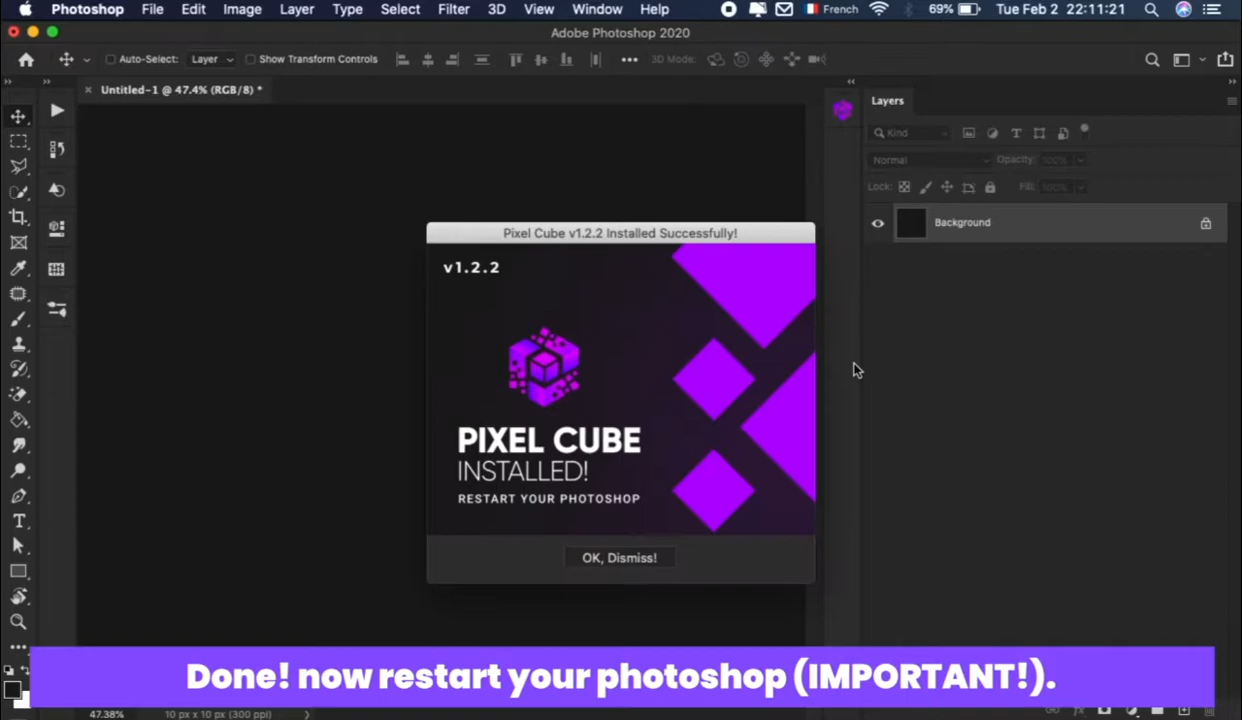 Photoshop File Edit Image Layer Type Select Filter 3D View Window Help French 69% Tue Feb 2 22:11:21
Adobe Photoshop 2020
Auto-Select: Layer Show Transform Controls 3D Mode:
Untitled-1 @ 47.4% (RGB/8) *
Layers
Kind
Normal Opacity: 100%
Lock: Fill: 100%
Background
Pixel Cube v1.2.2 Installed Successfully!
v1.2.2
PIXEL CUBE
INSTALLED!
RESTART YOUR PHOTOSHOP
OK, Dismiss!
Done! now restart your photoshop (IMPORTANT!).
47.38% 10 px x 10 px (300 ppi)